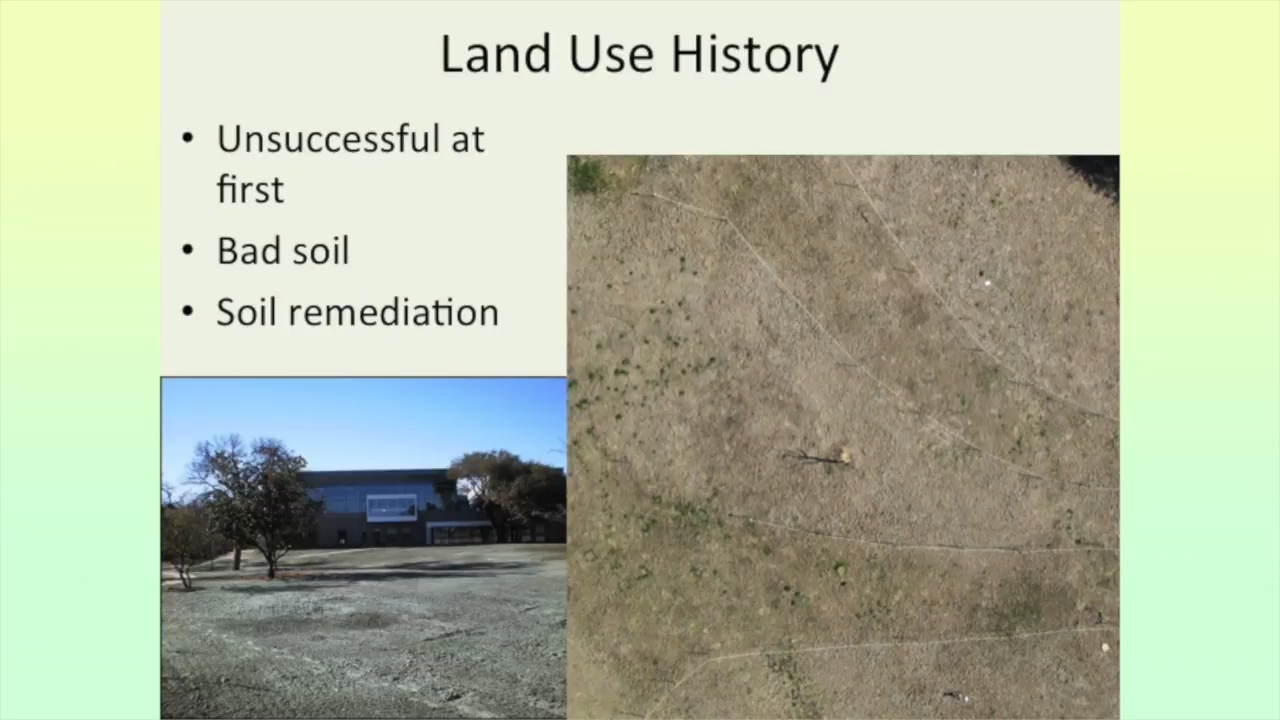 Land Use History
• Unsuccessful at
first
• Bad soil
• Soil remediation